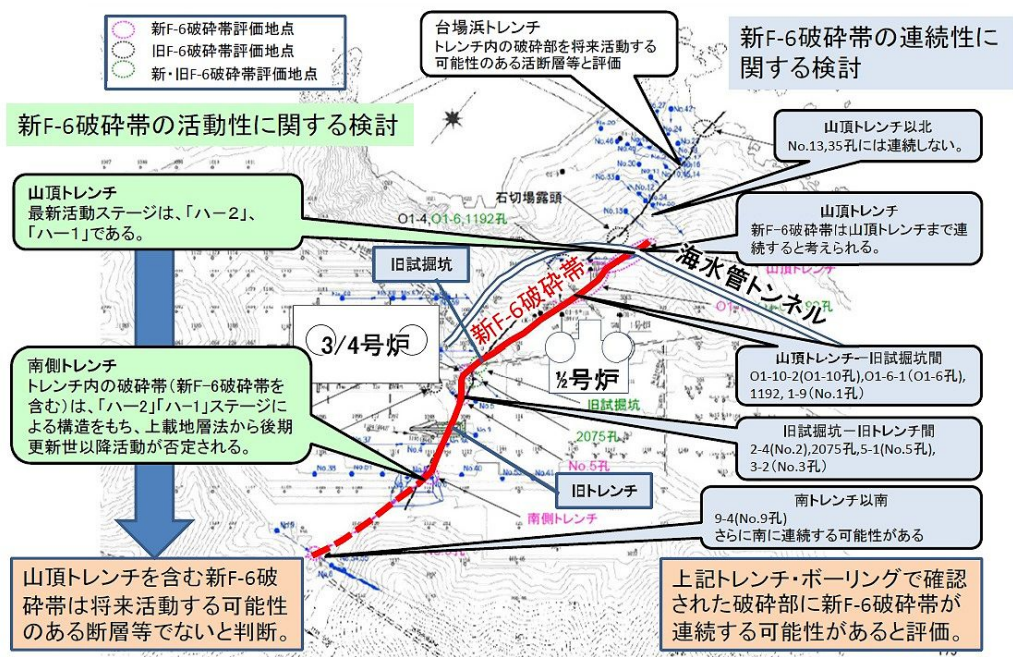 新F-6破砕帯評価地点
旧F-6破砕帯評価地点
新・旧F-6破砕帯評価地点
台場浜トレンチ
トレンチ内の破砕部を将来活動する
可能性のある活断層等と評価
新F-6破砕帯の連続性に
関する検討
新F-6破砕帯の活動性に関する検討
山頂トレンチ以北
No.13,35孔には連続しない。
山頂トレンチ
最新活動ステージは、「ハー2」、
「ハー1」である。
石切場露頭
O1-4,O1-6,1192孔
山頂トレンチ
新F-6破砕帯は山頂トレンチまで連
続すると考えられる。
旧試掘坑
山頂トレンチ
新F-6破砕帯
海水管トンネル
3/4号炉
½号炉
山頂トレンチー旧試掘坑間
O1-10-2(O1-10孔),O1-6-1(O1-6孔),
1192, 1-9(No.1孔)
南側トレンチ
トレンチ内の破砕帯(新F-6破砕帯を
含む)は、「ハー2」「ハー1」ステージに
よる構造をもち、上載地層法から後期
更新世以降活動が否定される。
旧試掘坑
2075孔
旧試掘坑ー旧トレンチ間
2-4(No.2),2075孔,5-1(No.5孔),
3-2(No.3孔)
No.5孔
旧トレンチ
南側トレンチ
南トレンチ以南
9-4(No.9孔)
さらに南に連続する可能性がある
山頂トレンチを含む新F-6破
砕帯は将来活動する可能性
のある断層等でないと判断。
上記トレンチ・ボーリングで確認
された破砕部に新F-6破砕帯が
連続する可能性があると評価。